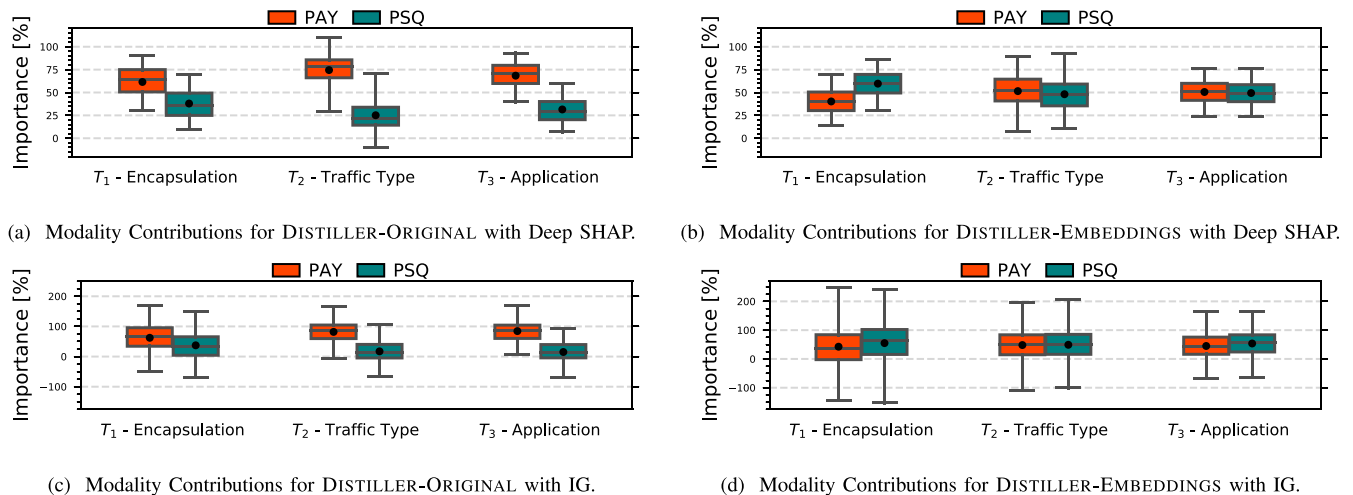 PAY PSQ
Importance [%]
100
75
50
25
0
T1 - Encapsulation T2 - Traffic Type T3 - Application
(a) Modality Contributions for DISTILLER-ORIGINAL with Deep SHAP.
PAY PSQ
Importance [%]
100
75
50
25
0
T1 - Encapsulation T2 - Traffic Type T3 - Application
(b) Modality Contributions for DISTILLER-EMBEDDINGS with Deep SHAP.
PAY PSQ
Importance [%]
200
100
0
−100
T1 - Encapsulation T2 - Traffic Type T3 - Application
(c) Modality Contributions for DISTILLER-ORIGINAL with IG.
PAY PSQ
Importance [%]
200
100
0
−100
T1 - Encapsulation T2 - Traffic Type T3 - Application
(d) Modality Contributions for DISTILLER-EMBEDDINGS with IG.